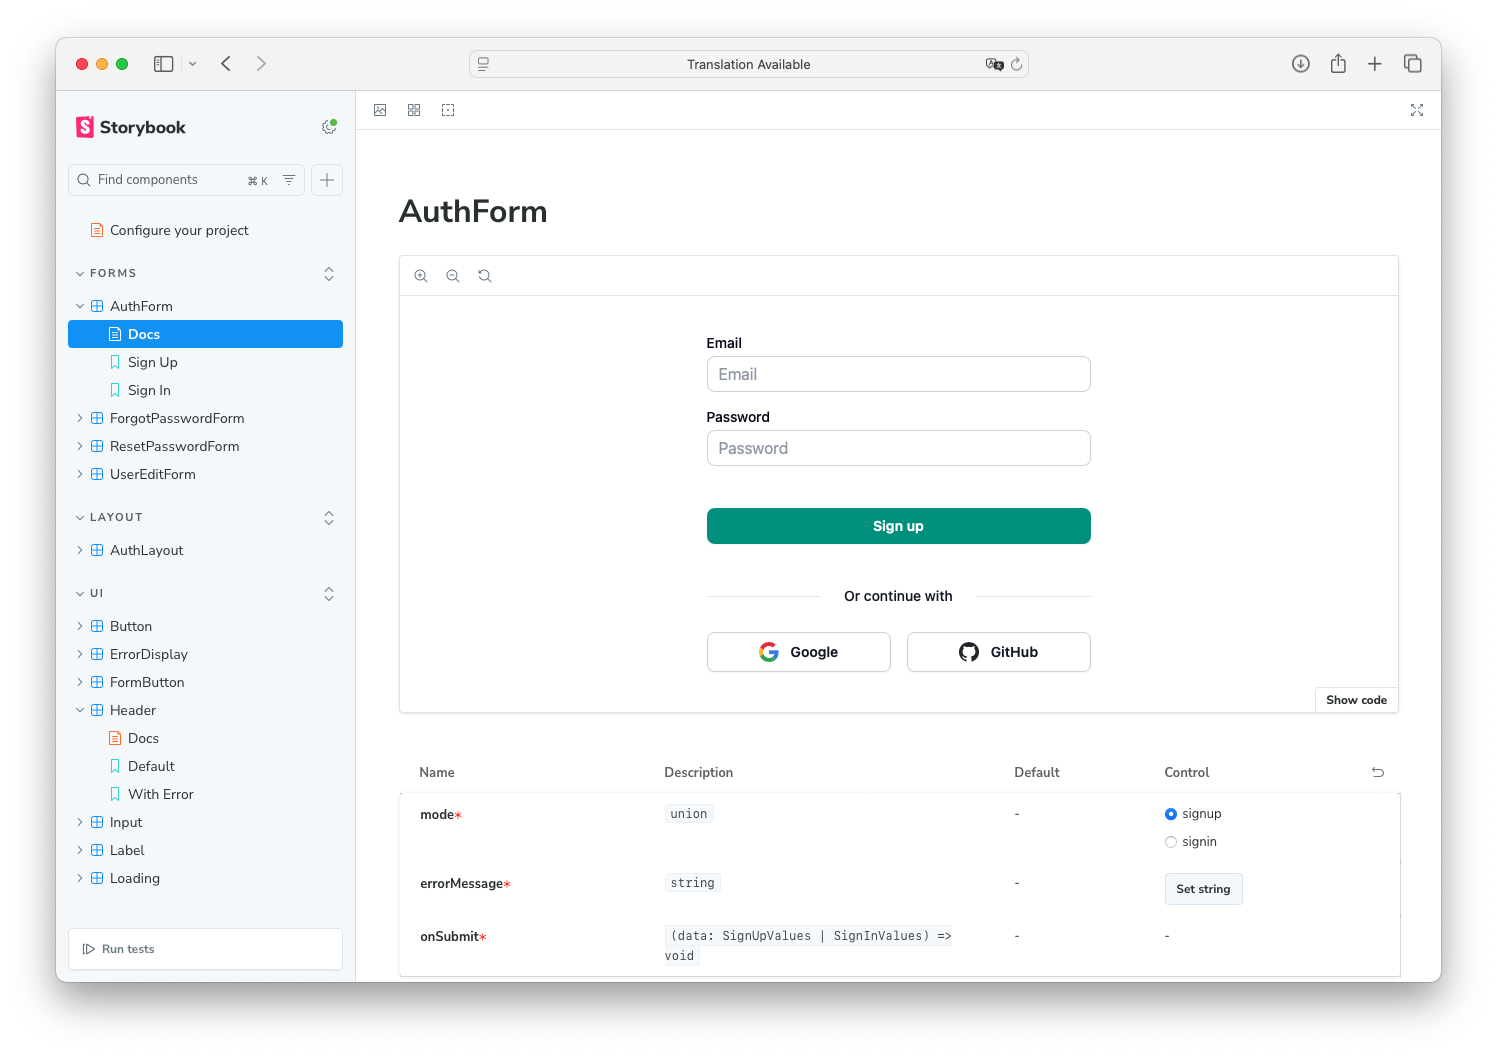 Translation Available
Storybook
Find components
⌘ K
Configure your project
FORMS
AuthForm
Docs
Sign Up
Sign In
ForgotPasswordForm
ResetPasswordForm
UserEditForm
LAYOUT
AuthLayout
UI
Button
ErrorDisplay
FormButton
Header
Docs
Default
With Error
Input
Label
Loading
Run tests
AuthForm
Email
Email
Password
Password
Sign up
Or continue with
Google
GitHub
Show code
Name Description Default Control
mode* union - signup
signin
errorMessage* string - Set string
onSubmit* (data: SignUpValues | SignInValues) => - -
void